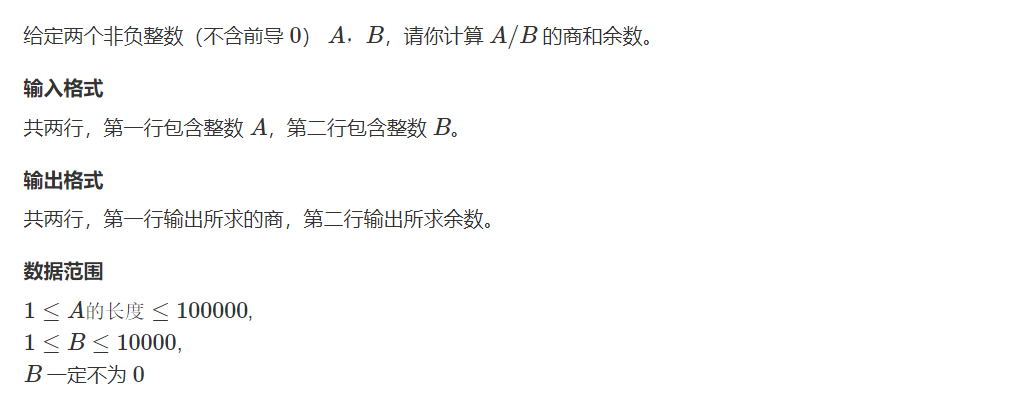 给定两个非负整数（不含前导 0） A，B，请你计算 A/B 的商和余数。
输入格式
共两行，第一行包含整数 A，第二行包含整数 B。
输出格式
共两行，第一行输出所求的商，第二行输出所求余数。
数据范围
1 ≤ A的长度 ≤ 100000,
1 ≤ B ≤ 10000,
B 一定不为 0